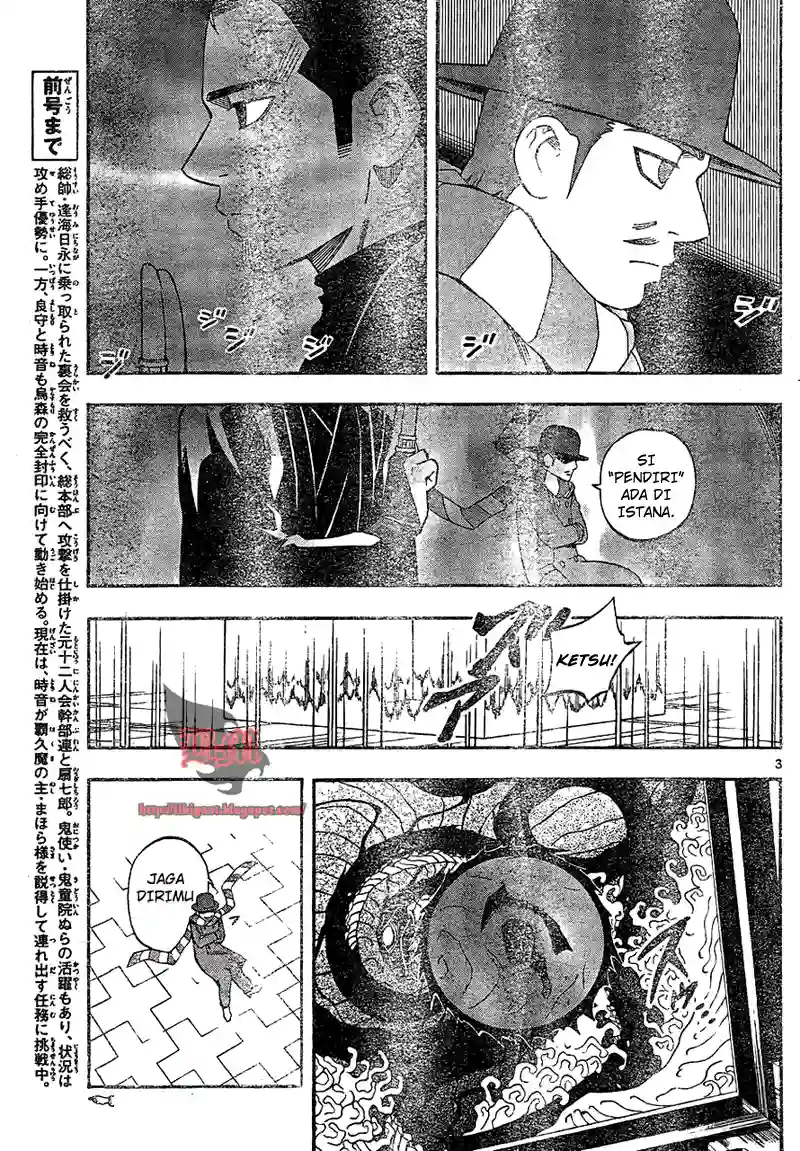 前号まで
総帥・逢海日永に乗っ取られた裏会を救うべく、総本部へ攻撃を仕掛けた元十二人会幹部連と扇七郎。鬼使い・鬼童院ぬらの活躍もあり、状況は
攻め手優勢に。一方、良守と時音も烏森の完全封印に向けて動き始める。現在は、時音が覇久魔の主・まほら様を説得して連れ出す任務に挑戦中。
ジジ
ジジ
SI
"PENDIRI"
ADA DI
ISTANA.
KETSU!
3
http://libigast.blogspot.com/
JAGA
DIRIMU